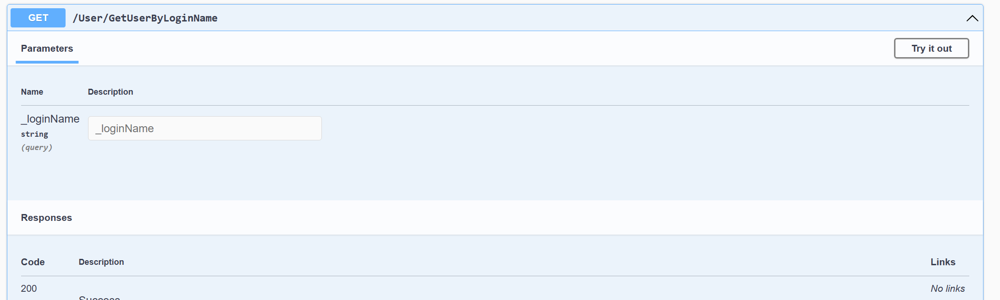 GET /User/GetUserByLoginName
Parameters
Try it out
Name Description
_loginName
string
(query)
_loginName
Responses
Code Description Links
200 No links
Success